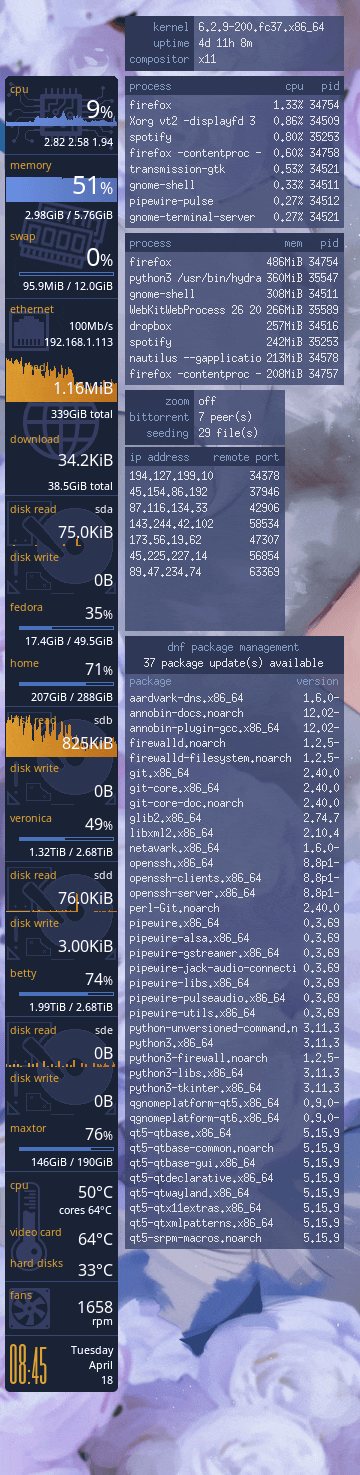 kernel 6.2.9-200.fc37.x86_64
uptime 4d 11h 8m
compositor x11
cpu
9%
2.82 2.58 1.94
memory
51%
2.98GiB / 5.76GiB
swap
0%
95.9MiB / 12.0GiB
ethernet
100Mb/s
192.168.1.113
1.16MiB
339GiB total
download
34.2KiB
38.5GiB total
disk read sda
75.0KiB
disk write
0B
fedora 35%
17.4GiB / 49.5GiB
home 71%
207GiB / 288GiB
disk read sdb
825KiB
disk write
0B
veronica 49%
1.32TiB / 2.68TiB
disk read sdd
76.0KiB
disk write
3.00KiB
betty 74%
1.99TiB / 2.68TiB
disk read sde
0B
disk write
0B
maxtor 76%
146GiB / 190GiB
cpu 50°C
cores 64°C
video card 64°C
hard disks 33°C
fans
1658
rpm
08:45
Tuesday
April
18
process cpu pid
firefox 1.33% 34754
Xorg vt2 -displayfd 3 0.86% 34509
spotify 0.80% 35253
firefox -contentproc - 0.60% 34758
transmission-gtk 0.53% 34521
gnome-shell 0.33% 34511
pipewire-pulse 0.27% 34512
gnome-terminal-server 0.27% 34521
process mem pid
firefox 486MiB 34754
python3 /usr/bin/hydra 360MiB 35547
gnome-shell 308MiB 34511
WebKitWebProcess 26 20 266MiB 35589
dropbox 257MiB 34516
spotify 242MiB 35253
nautilus --gapplicatio 213MiB 34578
firefox -contentproc - 208MiB 34757
zoom off
bittorrent 7 peer(s)
seeding 29 file(s)
ip address remote port
194.127.199.10 34378
45.154.86.192 37946
87.116.134.33 42906
143.244.42.102 58534
173.56.19.62 47307
45.225.227.14 56854
89.47.234.74 63369
dnf package management
37 package update(s) available
package version
aardvark-dns.x86_64 1.6.0-
annobin-docs.noarch 12.02-
annobin-plugin-gcc.x86_64 12.02-
firewalld.noarch 1.2.5-
firewalld-filesystem.noarch 1.2.5-
git.x86_64 2.40.0
git-core.x86_64 2.40.0
git-core-doc.noarch 2.40.0
glib2.x86_64 2.74.7
libxml2.x86_64 2.10.4
netavark.x86_64 1.6.0-
openssh.x86_64 8.8p1-
openssh-clients.x86_64 8.8p1-
openssh-server.x86_64 8.8p1-
perl-Git.noarch 2.40.0
pipewire.x86_64 0.3.69
pipewire-alsa.x86_64 0.3.69
pipewire-gstreamer.x86_64 0.3.69
pipewire-jack-audio-connecti 0.3.69
pipewire-libs.x86_64 0.3.69
pipewire-pulseaudio.x86_64 0.3.69
pipewire-utils.x86_64 0.3.69
python-unversioned-command.n 3.11.3
python3.x86_64 3.11.3
python3-firewall.noarch 1.2.5-
python3-libs.x86_64 3.11.3
python3-tkinter.x86_64 3.11.3
qgnomeplatform-qt5.x86_64 0.9.0-
qgnomeplatform-qt6.x86_64 0.9.0-
qt5-qtbase.x86_64 5.15.9
qt5-qtbase-common.noarch 5.15.9
qt5-qtbase-gui.x86_64 5.15.9
qt5-qtdeclarative.x86_64 5.15.9
qt5-qtwayland.x86_64 5.15.9
qt5-qtx11extras.x86_64 5.15.9
qt5-qtxmlpatterns.x86_64 5.15.9
qt5-srpm-macros.noarch 5.15.9